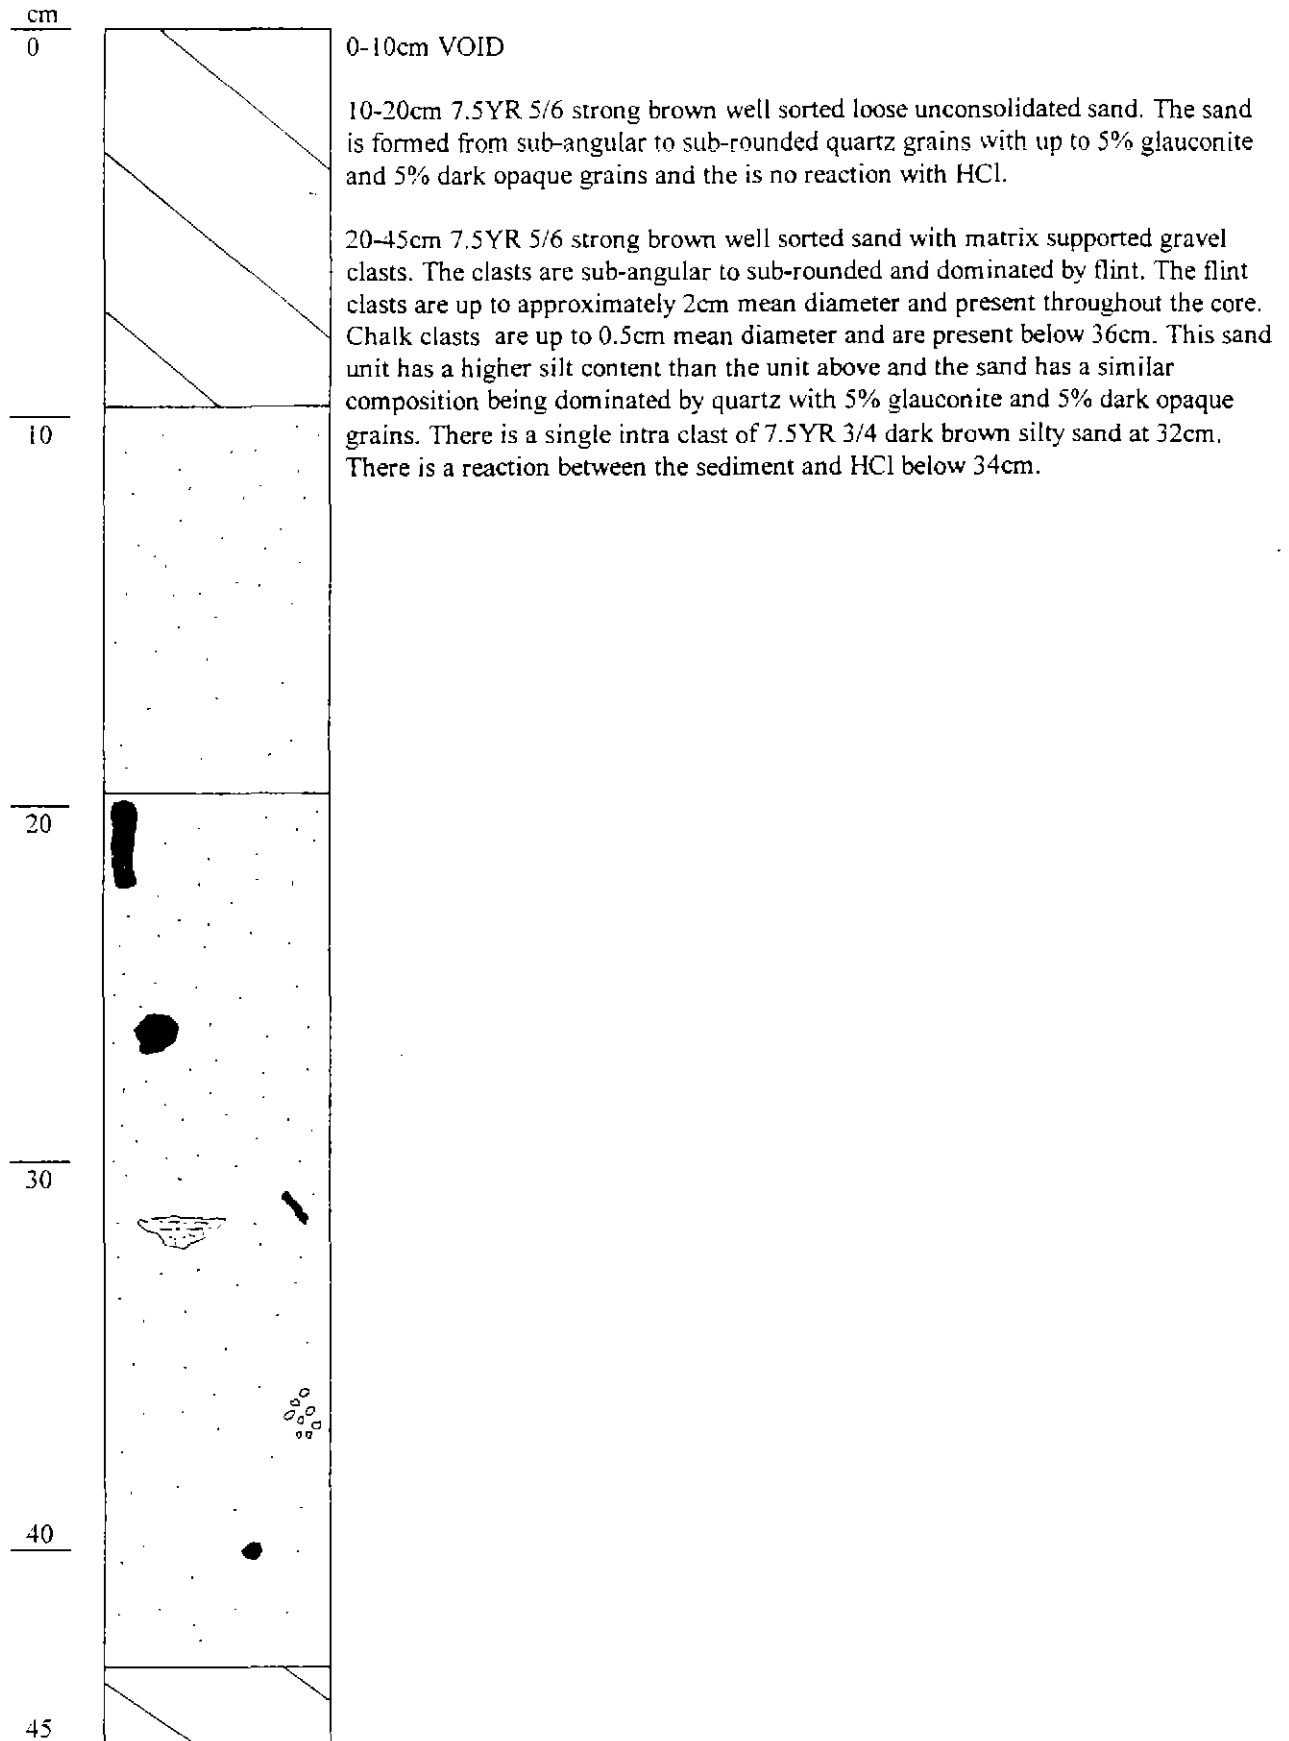 cm
0
0-10cm VOID
10-20cm 7.5YR 5/6 strong brown well sorted loose unconsolidated sand. The sand
is formed from sub-angular to sub-rounded quartz grains with up to 5% glauconite
and 5% dark opaque grains and the is no reaction with HCl.
20-45cm 7.5YR 5/6 strong brown well sorted sand with matrix supported gravel
clasts. The clasts are sub-angular to sub-rounded and dominated by flint. The flint
clasts are up to approximately 2cm mean diameter and present throughout the core.
Chalk clasts are up to 0.5cm mean diameter and are present below 36cm. This sand
unit has a higher silt content than the unit above and the sand has a similar
composition being dominated by quartz with 5% glauconite and 5% dark opaque
grains. There is a single intra clast of 7.5YR 3/4 dark brown silty sand at 32cm.
There is a reaction between the sediment and HCl below 34cm.
10
20
30
40
45